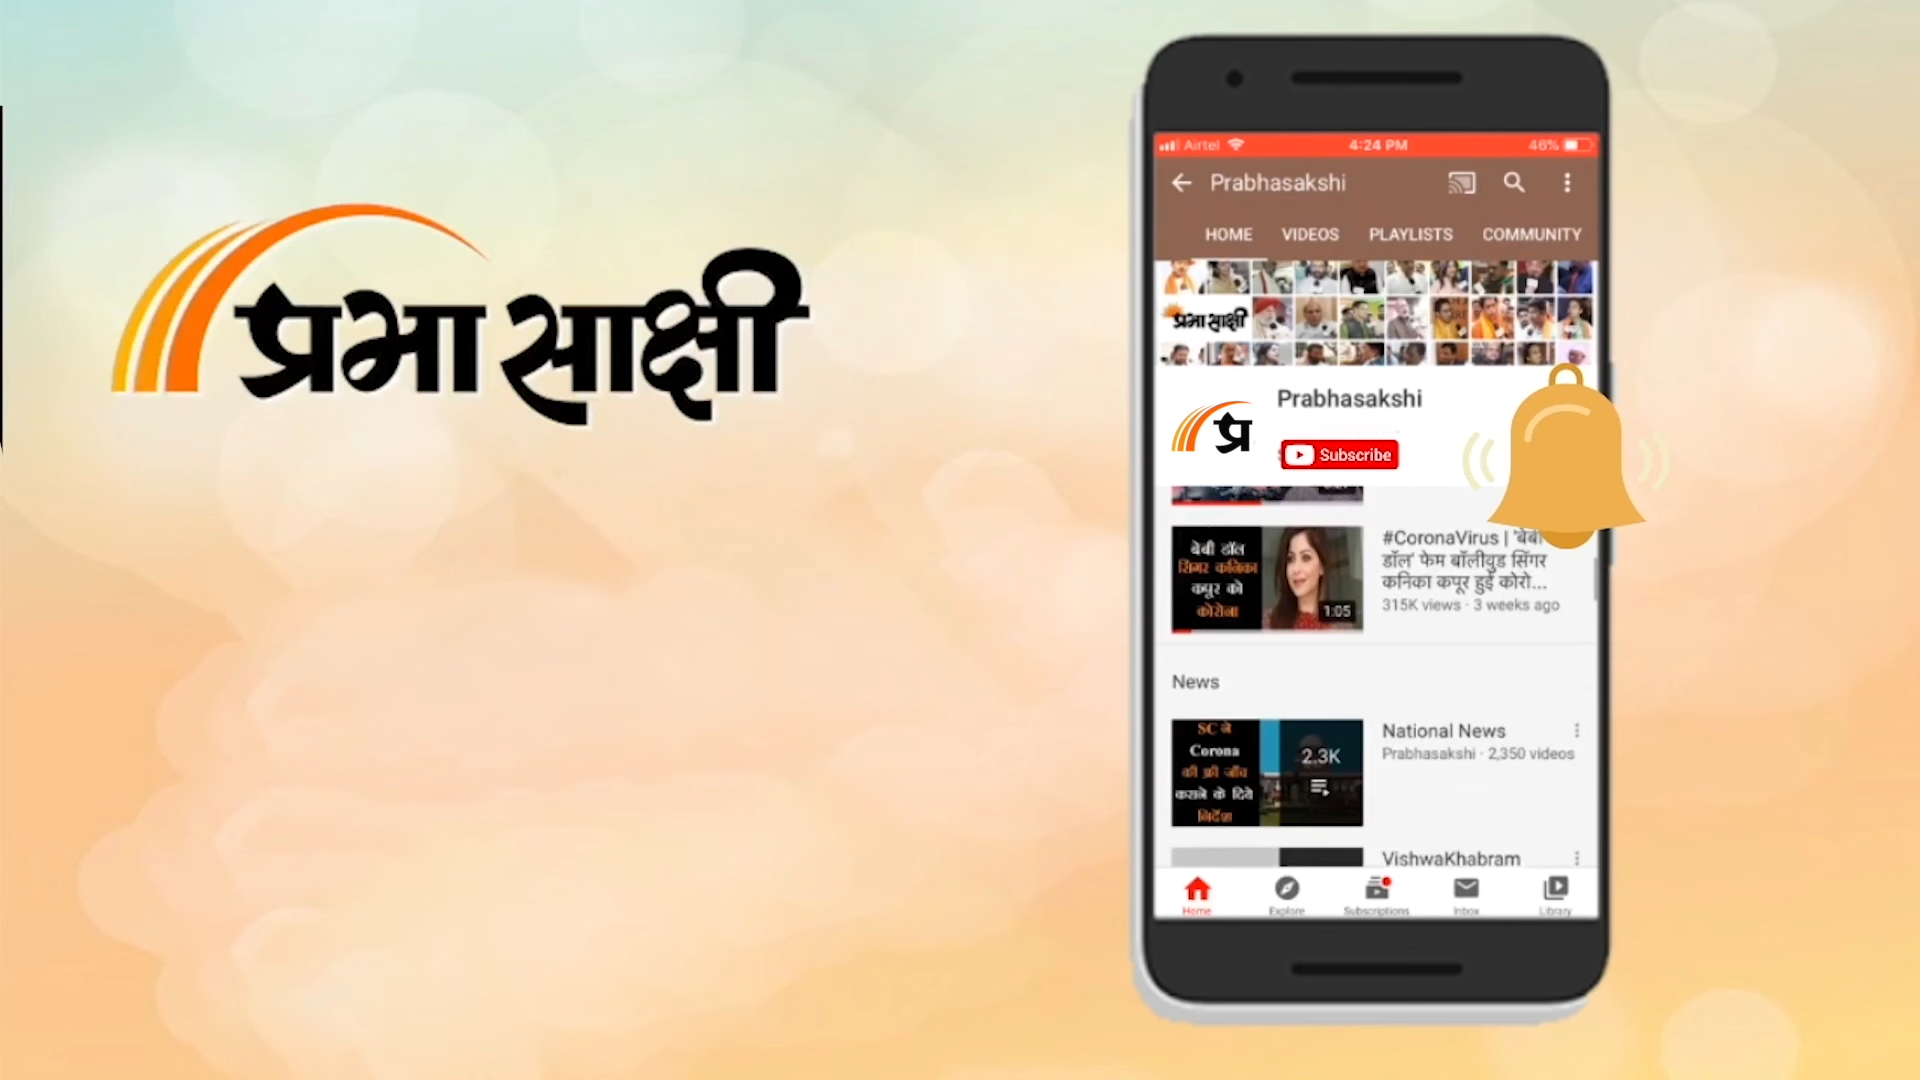 प्रभासाक्षी
Airtel 4:24 PM 46%
Prabhasakshi
HOME VIDEOS PLAYLISTS COMMUNITY
प्रभासाक्षी
Prabhasakshi
प्र
Subscribe
बेबी डॉल
सिंगर कनिका
कपूर को
कोरोना
1:05
#CoronaVirus | 'बेबी
डॉल' फेम बॉलीवुड सिंगर
कनिका कपूर हुईं कोरो...
315K views · 3 weeks ago
News
SC ने
Corona
की फ्री जाँच
कराने के दिये
निर्देश
2.3K
National News
Prabhasakshi · 2,350 videos
VishwaKhabram
Home Explore Subscriptions Inbox Library